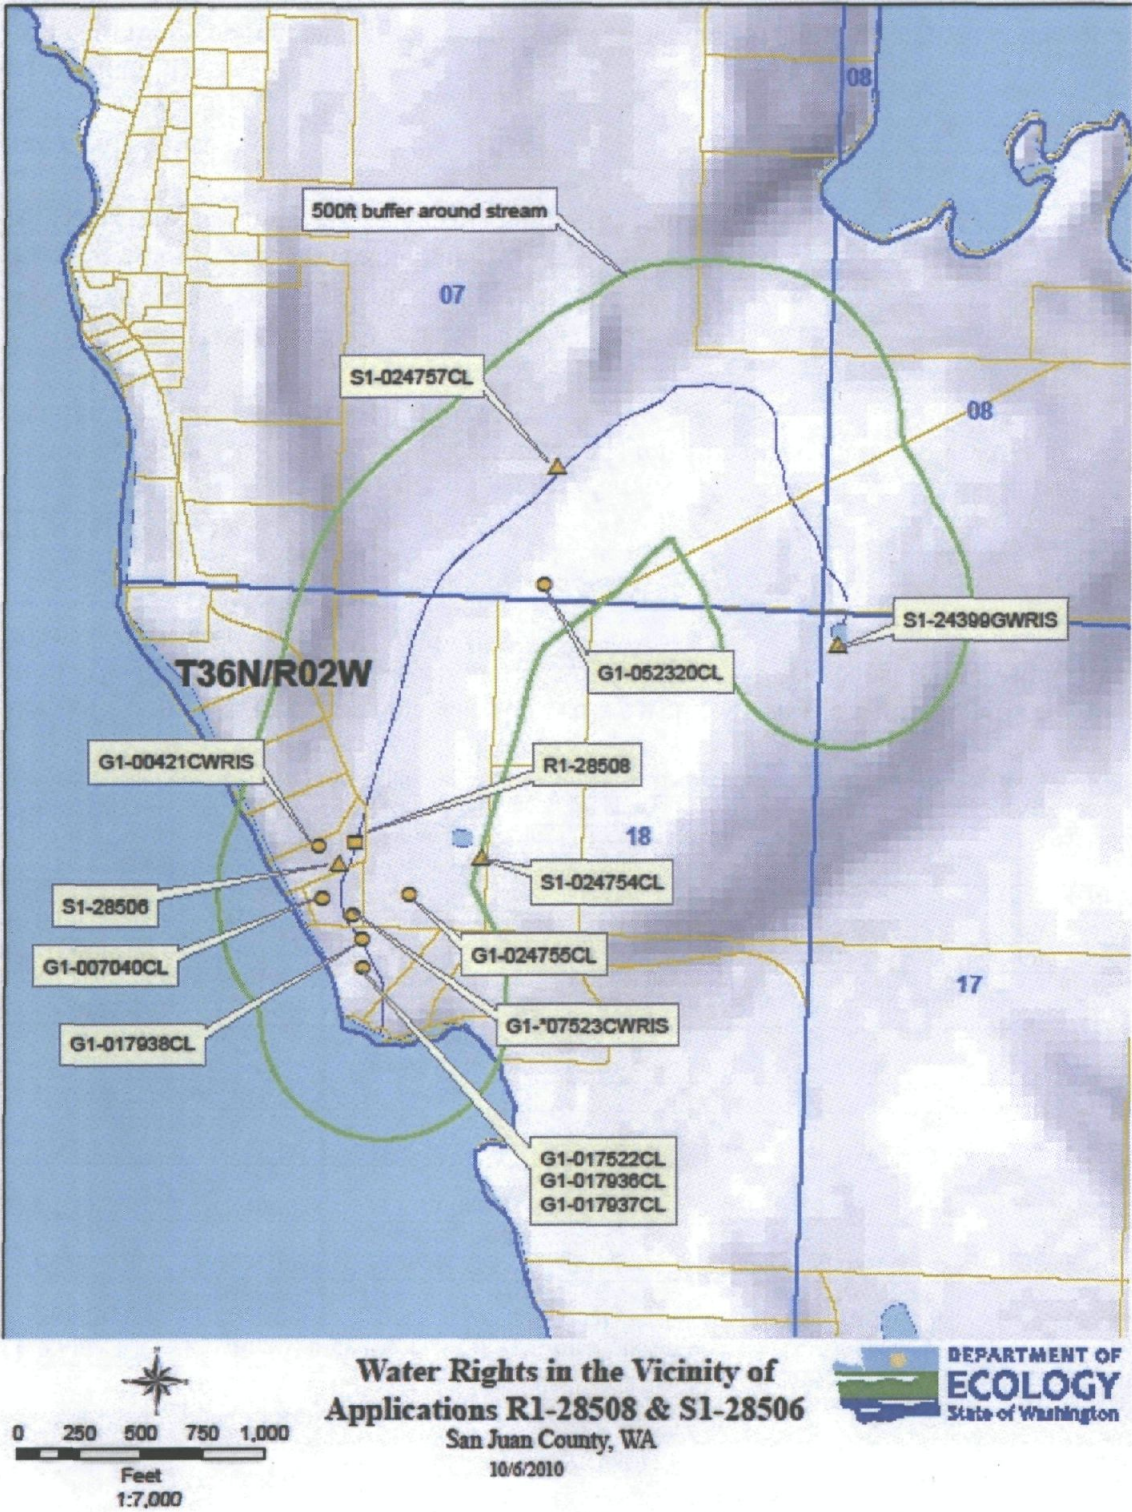 08
500ft buffer around stream
07
S1-024757CL
08
S1-24399GWRIS
G1-052320CL
T36N/R02W
G1-00421CWRIS
R1-28508
18
S1-024754CL
S1-28506
G1-024755CL
G1-007040CL
17
G1-*07523CWRIS
G1-017938CL
G1-017522CL
G1-017936CL
G1-017937CL
Water Rights in the Vicinity of
Applications R1-28508 & S1-28506
San Juan County, WA
10/6/2010
0 250 500 750 1,000
Feet
1:7,000
DEPARTMENT OF
ECOLOGY
State of Washington